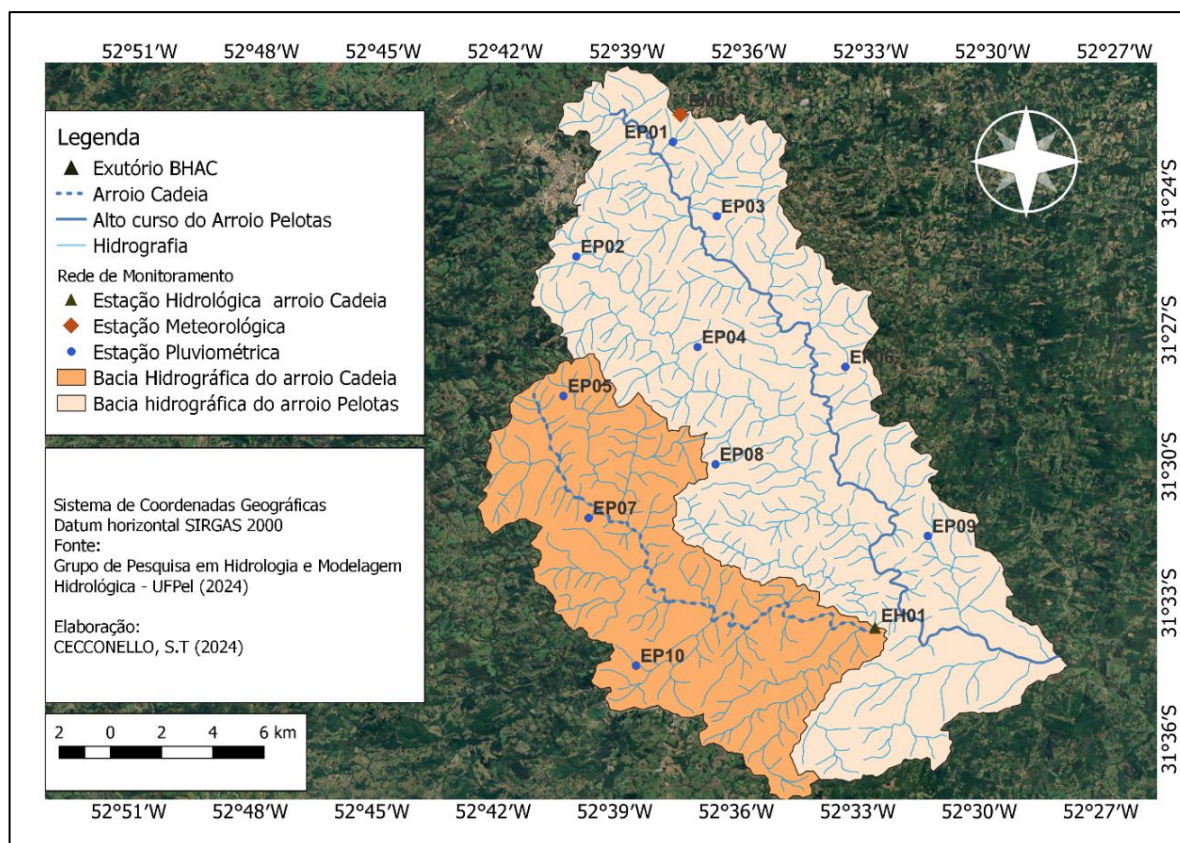 52°51′W 52°48′W 52°45′W 52°42′W 52°39′W 52°36′W 52°33′W 52°30′W 52°27′W
Legenda
Exutório BHAC
Arroio Cadeia
Alto curso do Arroio Pelotas
Hidrografia
Rede de Monitoramento
Estação Hidrológica arroio Cadeia
Estação Meteorológica
Estação Pluviométrica
Bacia Hidrográfica do arroio Cadeia
Bacia hidrográfica do arroio Pelotas
Sistema de Coordenadas Geográficas
Datum horizontal SIRGAS 2000
Fonte:
Grupo de Pesquisa em Hidrologia e Modelagem
Hidrológica - UFPel (2024)
Elaboração:
CECCONELLO, S.T (2024)
2 0 2 4 6 km
EM01
EP01
EP03
EP02
EP04
EP05
EP08
EP07
EP09
EH01
EP10
31°24′S
31°27′S
31°30′S
31°33′S
31°36′S
52°51′W 52°48′W 52°45′W 52°42′W 52°39′W 52°36′W 52°33′W 52°30′W 52°27′W